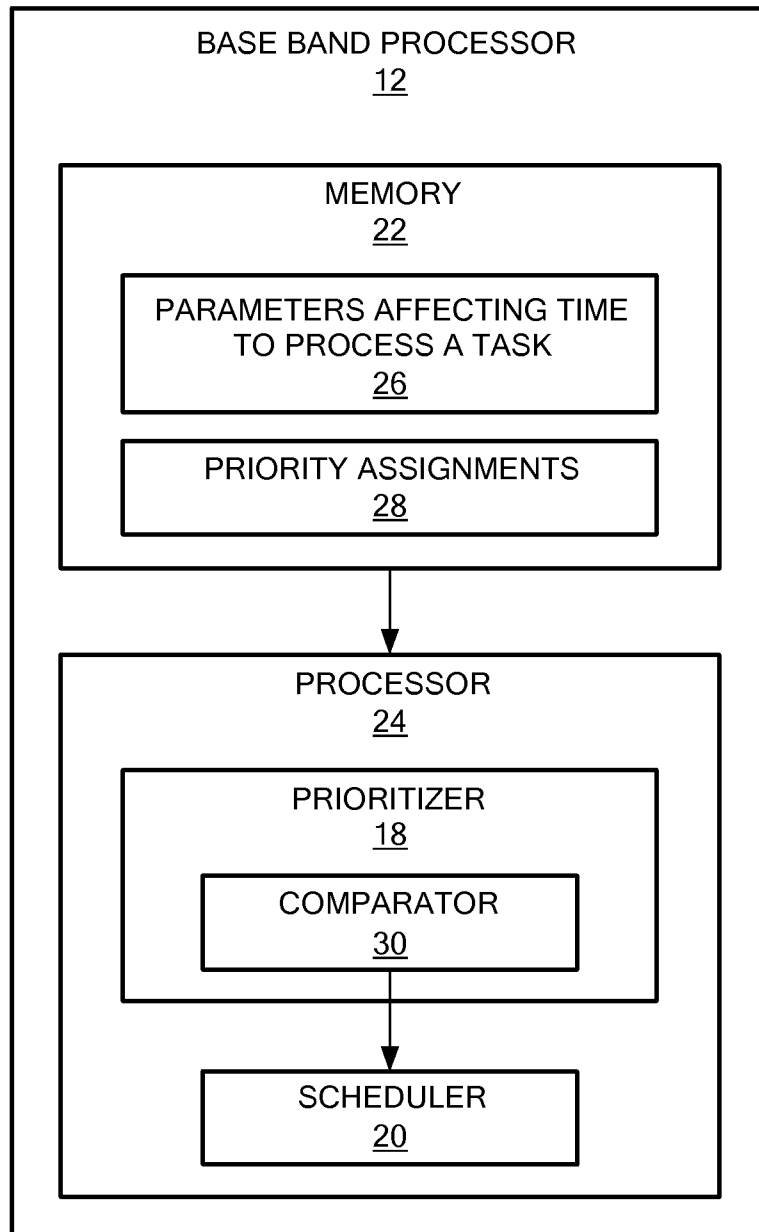 BASE BAND PROCESSOR
12
MEMORY
22
PARAMETERS AFFECTING TIME
TO PROCESS A TASK
26
PRIORITY ASSIGNMENTS
28
PROCESSOR
24
PRIORITIZER
18
COMPARATOR
30
SCHEDULER
20